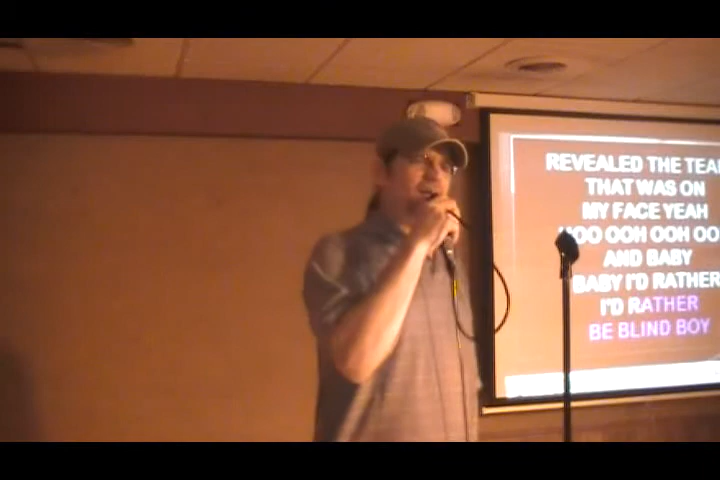 REVEALED THE TEA
THAT WAS ON
MY FACE YEAH
OOO OOH OOH OO
AND BABY
BABY I'D RATHER
I'D RATHER
BE BLIND BOY